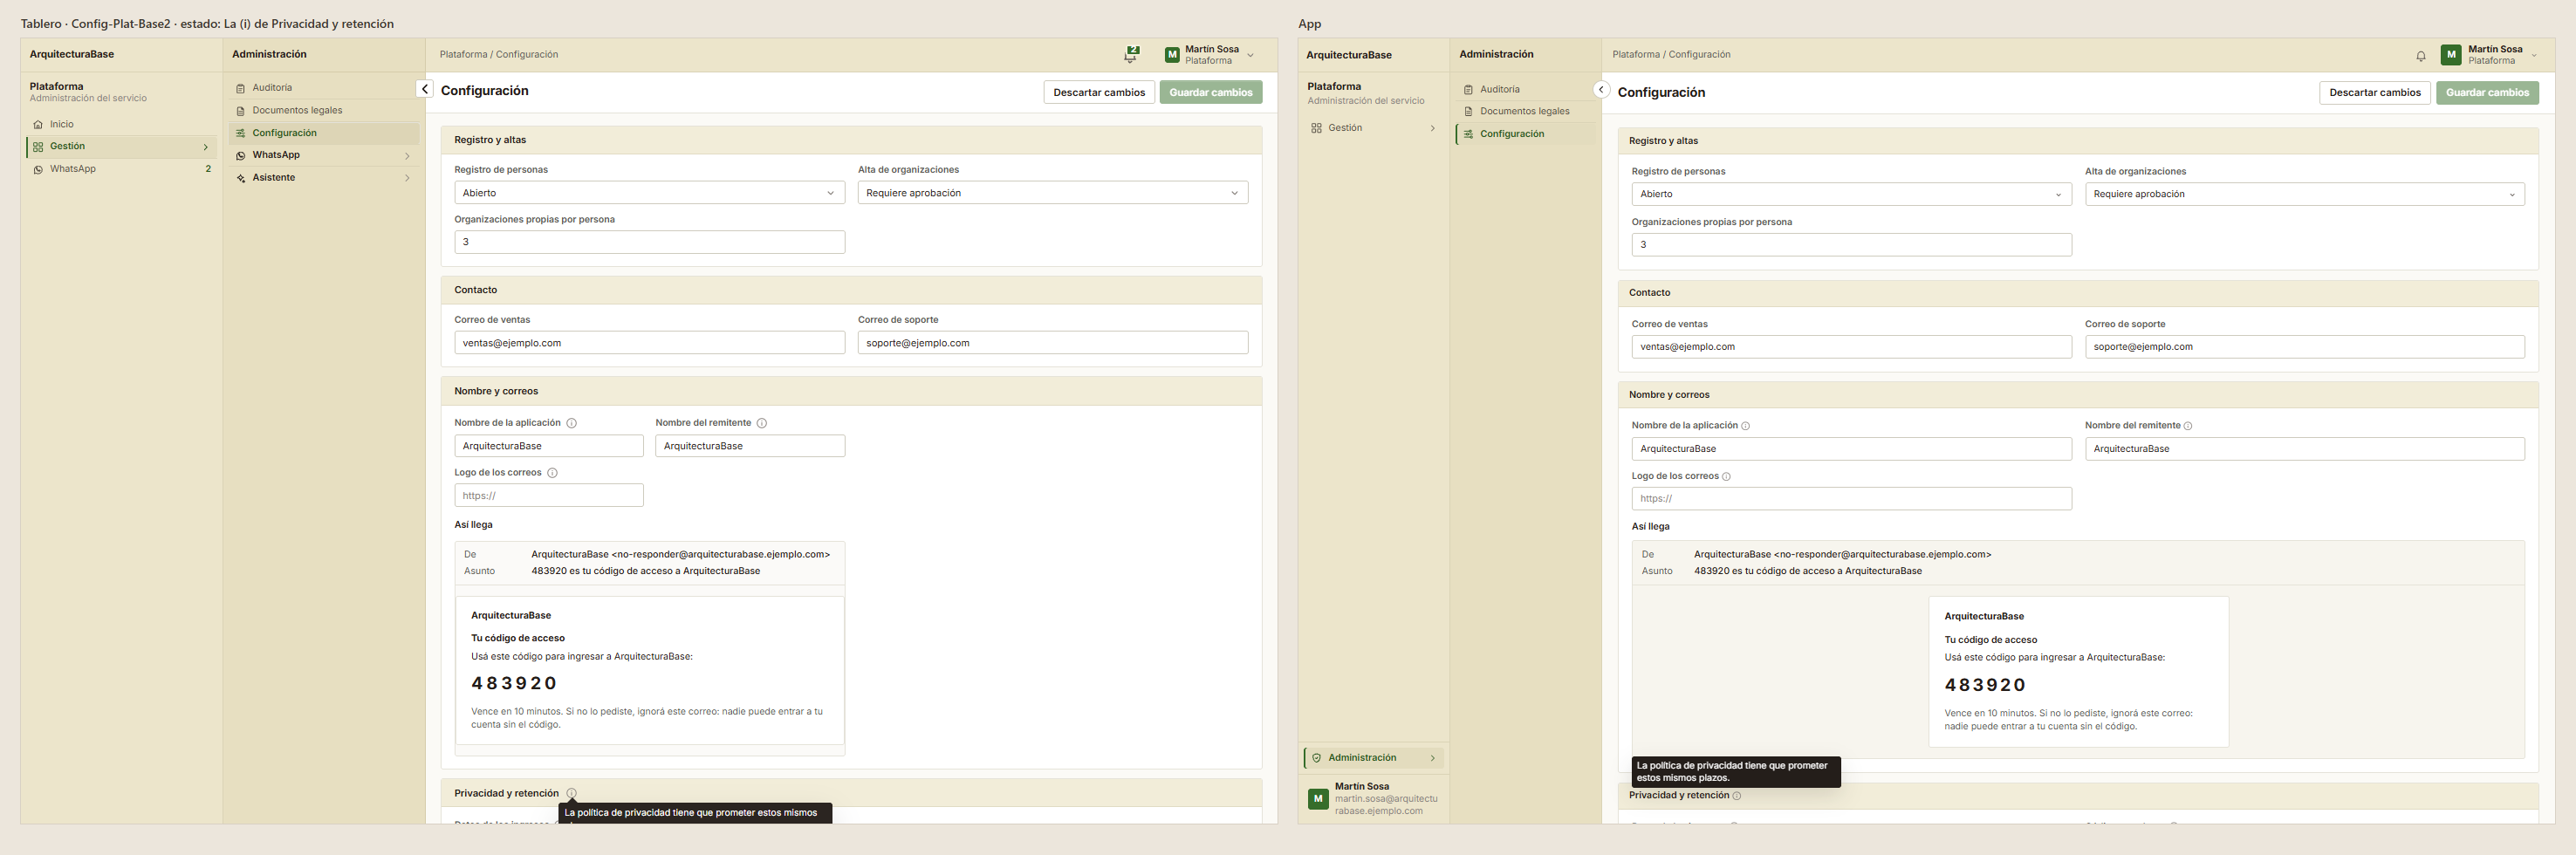 Tablero · Config-Plat-Base2 · estado: La (i) de Privacidad y retención
ArquitecturaBase
Plataforma
Administración del servicio
Inicio
Gestión
WhatsApp 2
Administración
Auditoría
Documentos legales
Configuración
WhatsApp
Asistente
Plataforma / Configuración
2
M
Martín Sosa
Plataforma
Configuración
Descartar cambios
Guardar cambios
Registro y altas
Registro de personas
Alta de organizaciones
Abierto
Requiere aprobación
Organizaciones propias por persona
3
Contacto
Correo de ventas
Correo de soporte
ventas@ejemplo.com
soporte@ejemplo.com
Nombre y correos
Nombre de la aplicación
Nombre del remitente
ArquitecturaBase
ArquitecturaBase
Logo de los correos
https://
Así llega
De ArquitecturaBase <no-responder@arquitecturabase.ejemplo.com>
Asunto 483920 es tu código de acceso a ArquitecturaBase
ArquitecturaBase
Tu código de acceso
Usá este código para ingresar a ArquitecturaBase:
483920
Vence en 10 minutos. Si no lo pediste, ignorá este correo: nadie puede entrar a tu
cuenta sin el código.
Privacidad y retención
La política de privacidad tiene que prometer estos mismos
App
ArquitecturaBase
Plataforma
Administración del servicio
Gestión
Administración
M
Martín Sosa
martin.sosa@arquitectu
rabase.ejemplo.com
Administración
Auditoría
Documentos legales
Configuración
Plataforma / Configuración
M
Martín Sosa
Plataforma
Configuración
Descartar cambios
Guardar cambios
Registro y altas
Registro de personas
Alta de organizaciones
Abierto
Requiere aprobación
Organizaciones propias por persona
3
Contacto
Correo de ventas
Correo de soporte
ventas@ejemplo.com
soporte@ejemplo.com
Nombre y correos
Nombre de la aplicación
Nombre del remitente
ArquitecturaBase
ArquitecturaBase
Logo de los correos
https://
Así llega
De ArquitecturaBase <no-responder@arquitecturabase.ejemplo.com>
Asunto 483920 es tu código de acceso a ArquitecturaBase
ArquitecturaBase
Tu código de acceso
Usá este código para ingresar a ArquitecturaBase:
483920
Vence en 10 minutos. Si no lo pediste, ignorá este correo:
nadie puede entrar a tu cuenta sin el código.
La política de privacidad tiene que prometer
estos mismos plazos.
Privacidad y retención